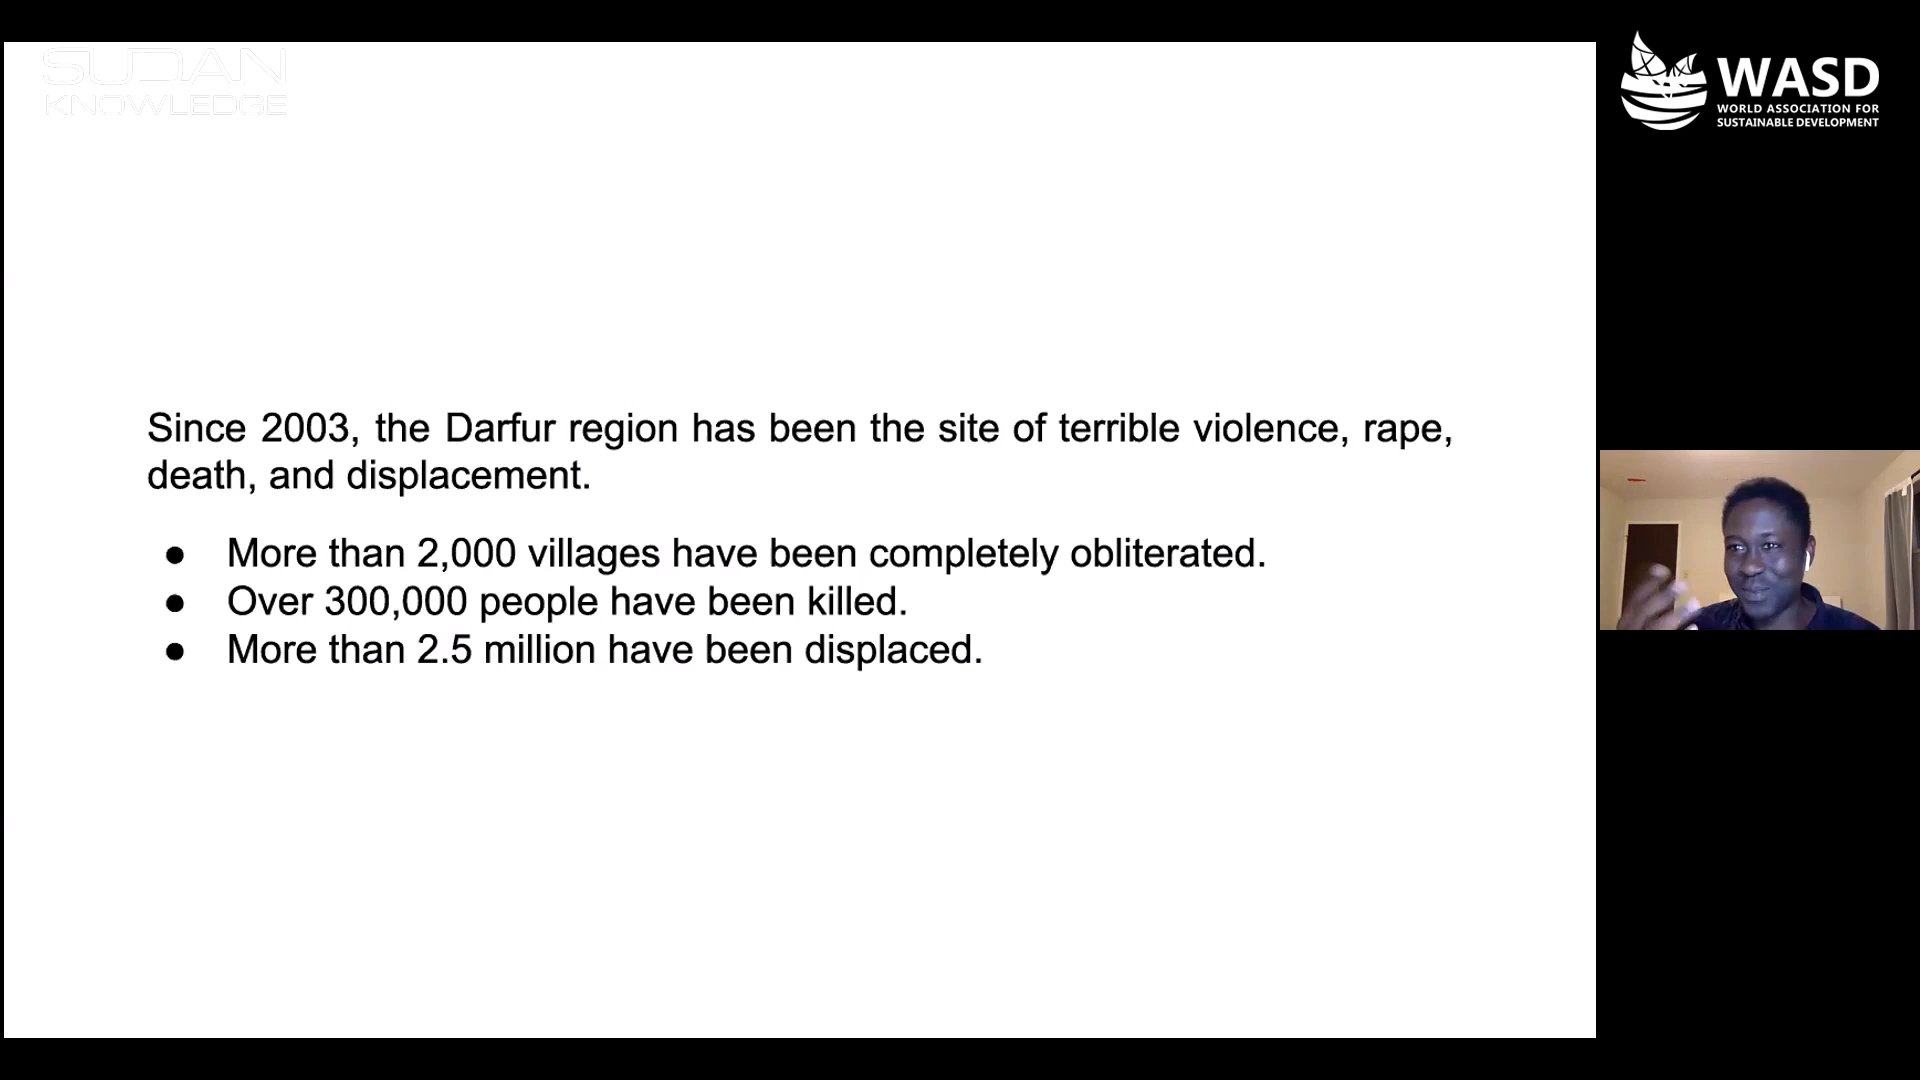 SUDAN
KNOWLEDGE
WASD
WORLD ASSOCIATION FOR
SUSTAINABLE DEVELOPMENT
Since 2003, the Darfur region has been the site of terrible violence, rape,
death, and displacement.
● More than 2,000 villages have been completely obliterated.
● Over 300,000 people have been killed.
● More than 2.5 million have been displaced.